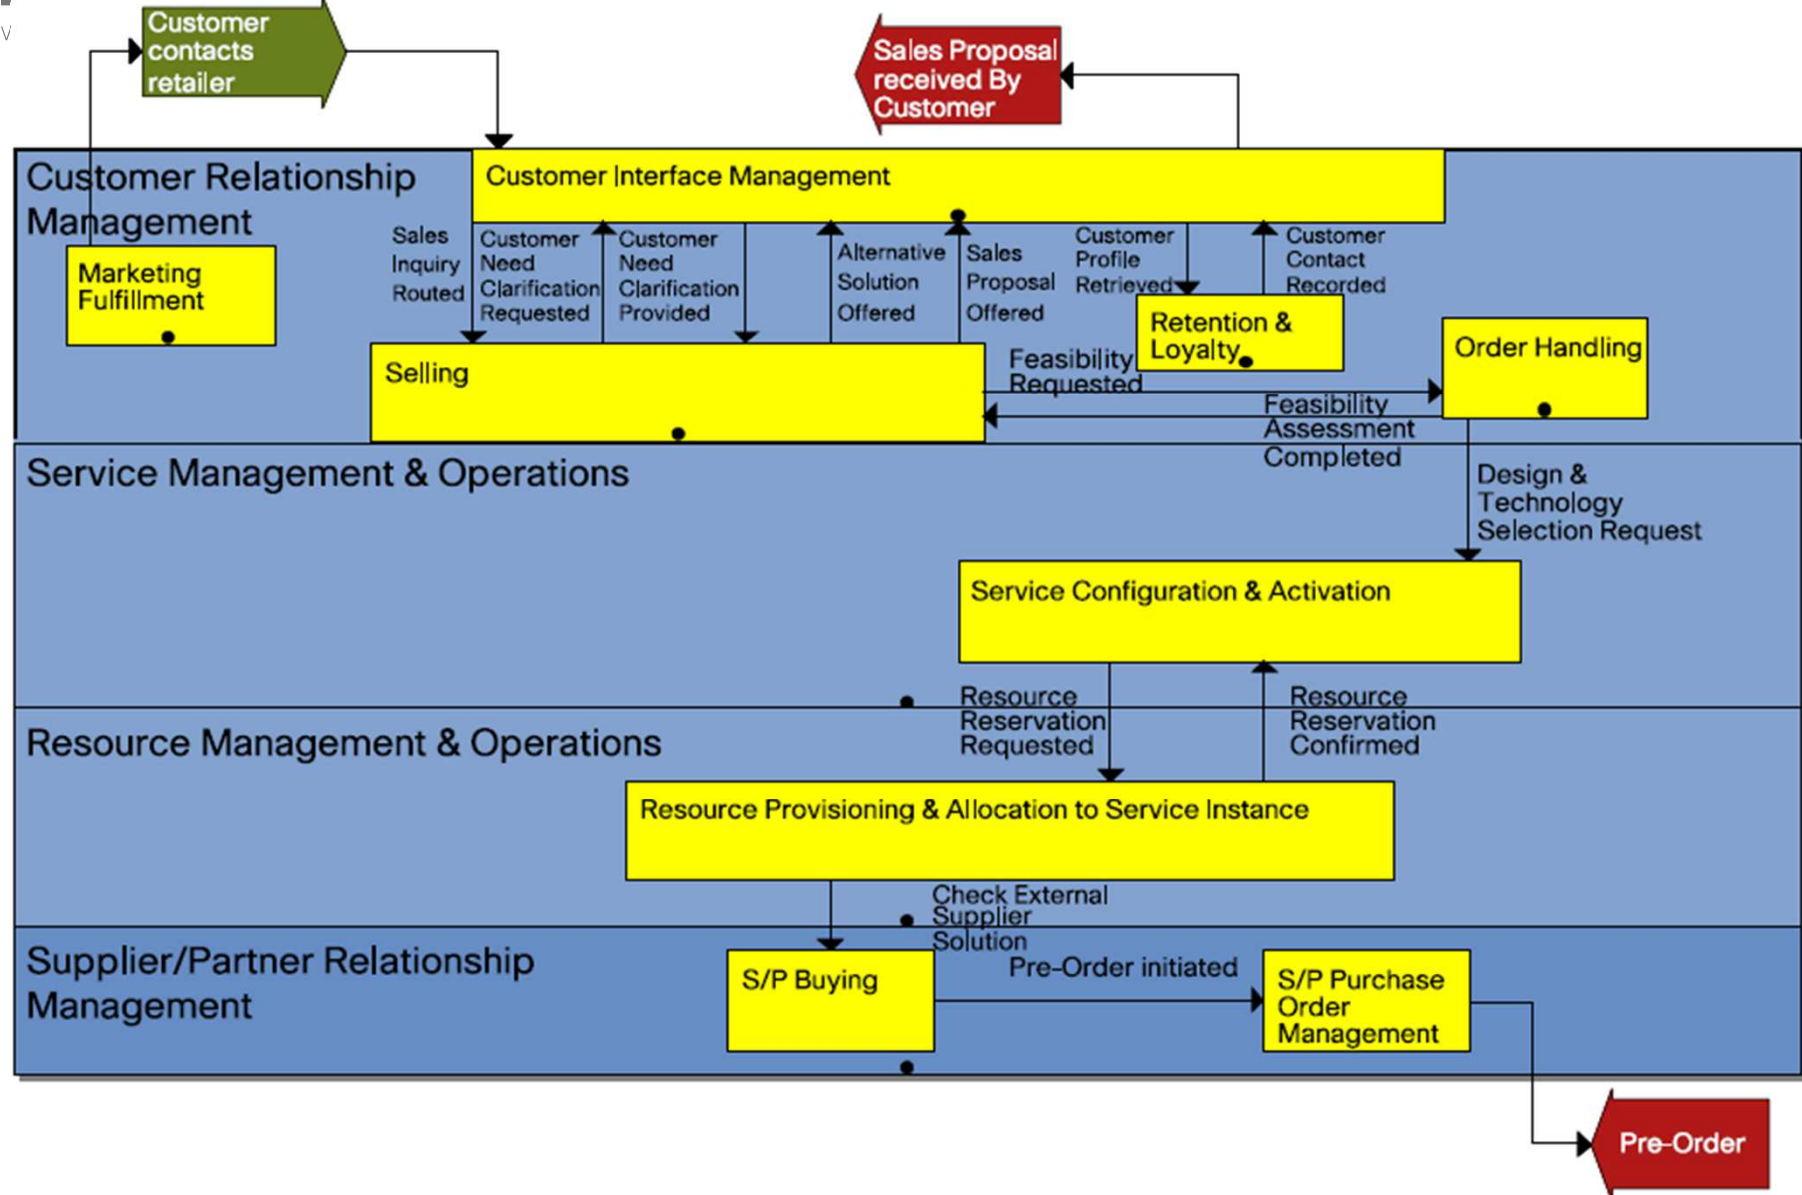 Customer
contacts
retailer
Sales Proposal
received By
Customer
Customer Relationship
Management
Customer Interface Management
Marketing
Fulfillment
Sales
Inquiry
Routed
Customer
Need
Clarification
Requested
Customer
Need
Clarification
Provided
Alternative
Solution
Offered
Sales
Proposal
Offered
Customer
Profile
Retrieved
Customer
Contact
Recorded
Retention &
Loyalty
Selling
Feasibility
Requested
Order Handling
Feasibility
Assessment
Completed
Service Management & Operations
Design &
Technology
Selection Request
Service Configuration & Activation
Resource
Reservation
Requested
Resource
Reservation
Confirmed
Resource Management & Operations
Resource Provisioning & Allocation to Service Instance
Check External
Supplier
Solution
Supplier/Partner Relationship
Management
S/P Buying
Pre-Order initiated
S/P Purchase
Order
Management
Pre-Order